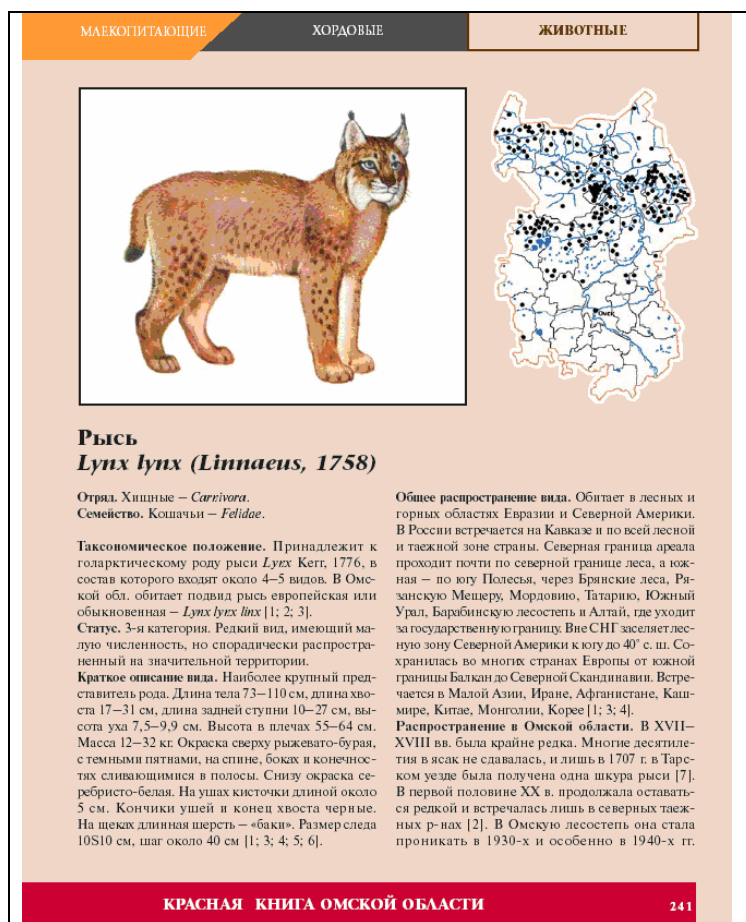 МЛЕКОПИТАЮЩИЕ
ХОРДОВЫЕ
ЖИВОТНЫЕ
Омск
Рысь
Lynx lynx (Linnaeus, 1758)
Отряд. Хищные – Carnivora.
Семейство. Кошачьи – Felidae.
Таксономическое положение. Принадлежит к
голарктическому роду рыси Lynx Kerr, 1776, в
состав которого входят около 4–5 видов. В Ом-
ской обл. обитает подвид рысь европейская или
обыкновенная – Lynx lynx linx [1; 2; 3].
Статус. 3-я категория. Редкий вид, имеющий ма-
лую численность, но спорадически распростра-
ненный на значительной территории.
Краткое описание вида. Наиболее крупный пред-
ставитель рода. Длина тела 73–110 см, длина хво-
ста 17–31 см, длина задней ступни 10–27 см, вы-
сота уха 7,5–9,9 см. Высота в плечах 55–64 см.
Масса 12–32 кг. Окраска сверху рыжевато-бурая,
с темными пятнами, на спине, боках и конечнос-
тях сливающимися в полосы. Снизу окраска се-
ребристо-белая. На ушах кисточки длиной около
5 см. Кончики ушей и конец хвоста черные.
На щеках длинная шерсть – «баки». Размер следа
10S10 см, шаг около 40 см [1; 3; 4; 5; 6].
Общее распространение вида. Обитает в лесных и
горных областях Евразии и Северной Америки.
В России встречается на Кавказе и по всей лесной
и таежной зоне страны. Северная граница ареала
проходит почти по северной границе леса, а юж-
ная – по югу Полесья, через Брянские леса, Ря-
занскую Мещеру, Мордовию, Татарию, Южный
Урал, Барабинскую лесостепь и Алтай, где уходит
за государственную границу. Вне СНГ заселяет лес-
ную зону Северной Америки к югу до 40° с. ш. Со-
хранилась во многих странах Европы от южной
границы Балкан до Северной Скандинавии. Встре-
чается в Малой Азии, Иране, Афганистане, Каш-
мире, Китае, Монголии, Корее [1; 3; 4].
Распространение в Омской области. В XVII–
XVIII вв. была крайне редка. Многие десятиле-
тия в ясак не сдавалась, и лишь в 1707 г. в Тарс-
ком уезде была получена одна шкура рыси [7].
В первой половине XX в. продолжала оставать-
ся редкой и встречалась лишь в северных таеж-
ных р-нах [2]. В Омскую лесостепь она стала
проникать в 1930-х и особенно в 1940-х гг.
КРАСНАЯ КНИГА ОМСКОЙ ОБЛАСТИ
241